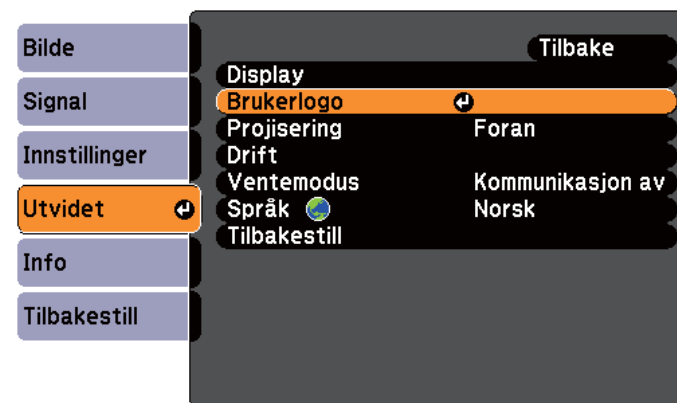 Bilde
Signal
Innstillinger
Utvidet
Info
Tilbakestill
Tilbake
Display
Brukerlogo
Projisering Foran
Drift
Ventemodus Kommunikasjon av
Språk Norsk
Tilbakestill